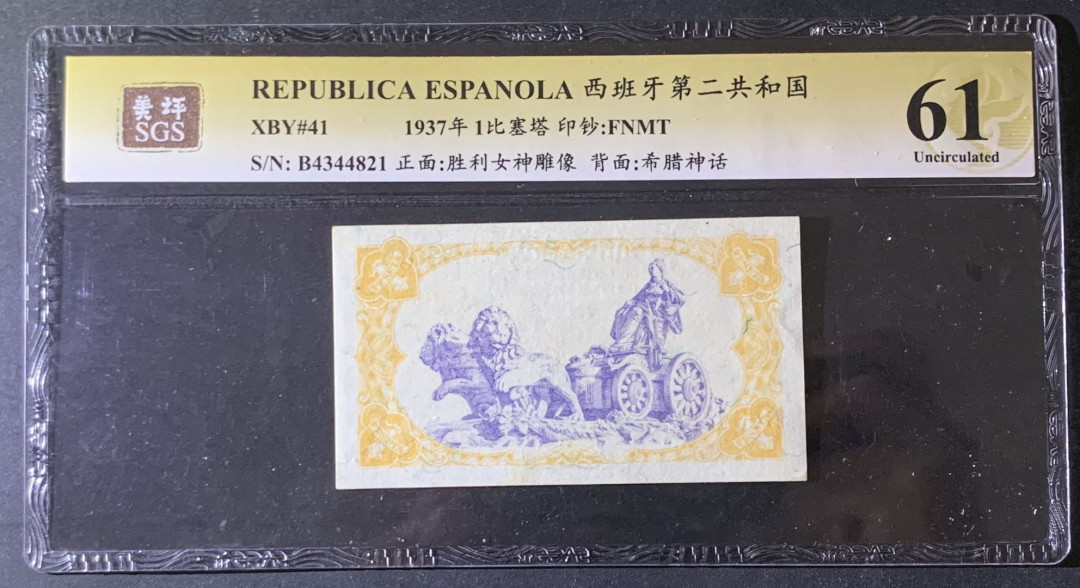 美坪
SGS
REPUBLICA ESPANOLA 西班牙第二共和国
XBY#41 1937年 1比塞塔 印钞:FNMT
S/N: B4344821 正面:胜利女神雕像 背面:希腊神话
61
Uncirculated